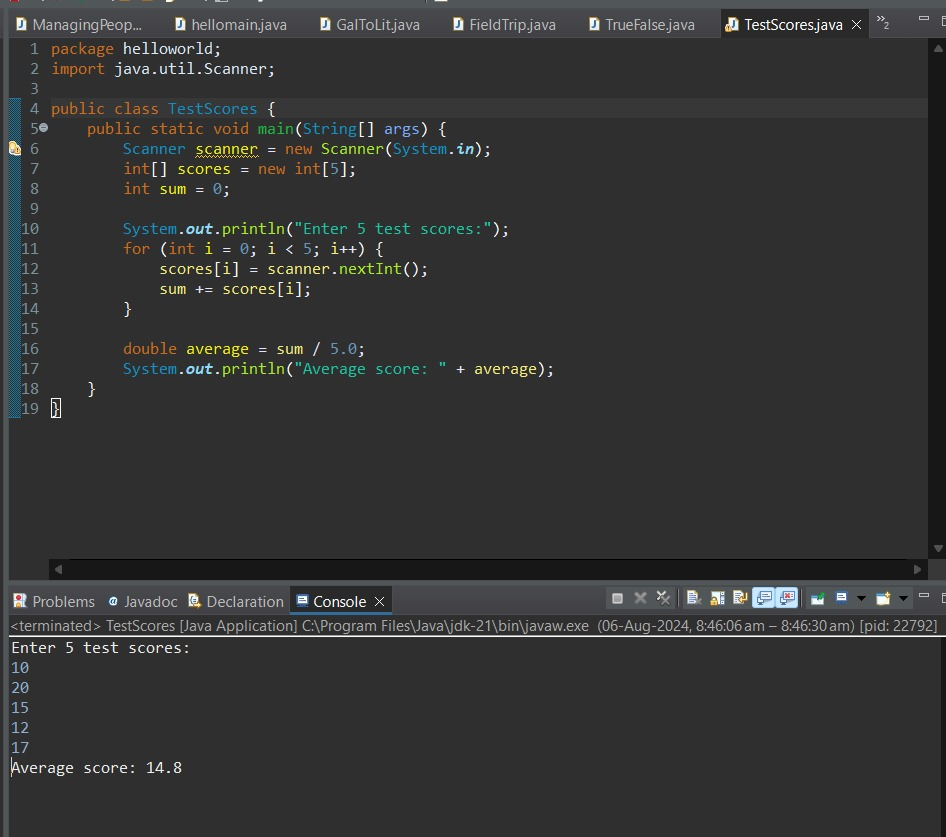 ManagingPeop... hellomain.java GalToLit.java FieldTrip.java TrueFalse.java TestScores.java 2
1 package helloworld;
2 import java.util.Scanner;
3
4 public class TestScores {
5     public static void main(String[] args) {
6         Scanner scanner = new Scanner(System.in);
7         int[] scores = new int[5];
8         int sum = 0;
9
10         System.out.println("Enter 5 test scores:");
11         for (int i = 0; i < 5; i++) {
12             scores[i] = scanner.nextInt();
13             sum += scores[i];
14         }
15
16         double average = sum / 5.0;
17         System.out.println("Average score: " + average);
18     }
19 }
Problems Javadoc Declaration Console
<terminated> TestScores [Java Application] C:\Program Files\Java\jdk-21\bin\javaw.exe (06-Aug-2024, 8:46:06 am – 8:46:30 am) [pid: 22792]
Enter 5 test scores:
10
20
15
12
17
Average score: 14.8